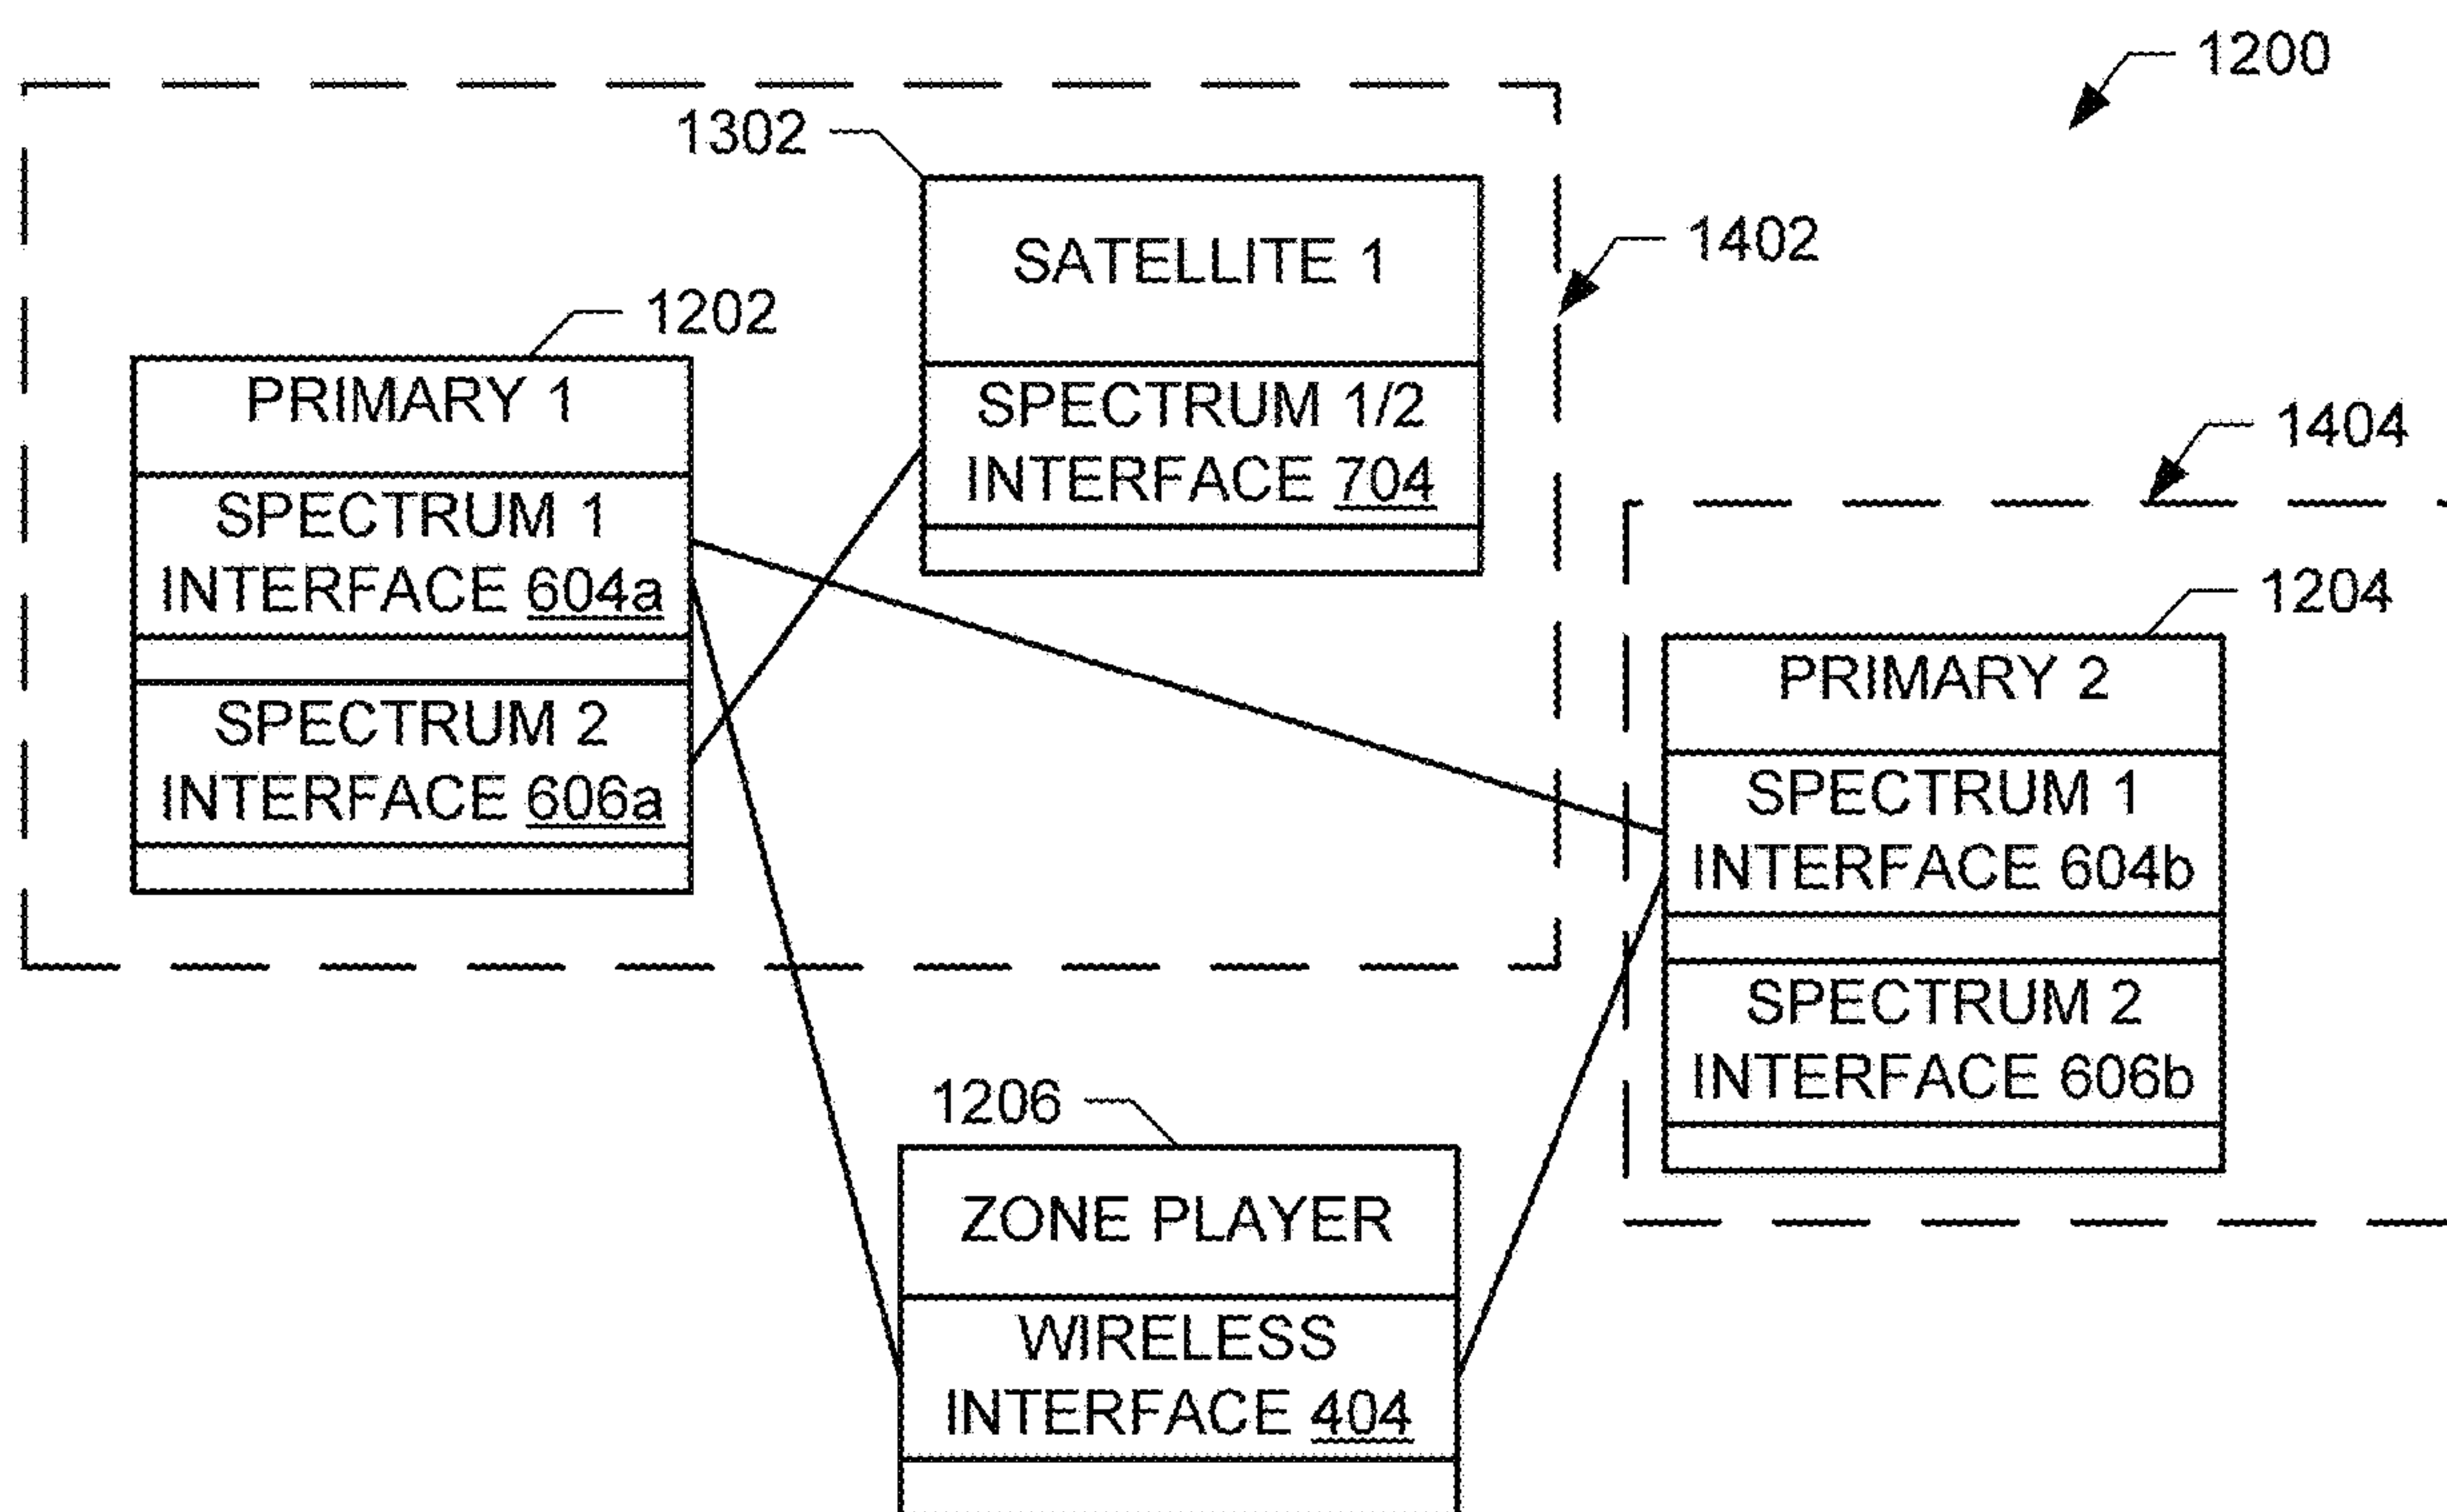 1200
1302
SATELLITE 1
SPECTRUM 1/2
INTERFACE 704
1402
1202
PRIMARY 1
SPECTRUM 1
INTERFACE 604a
SPECTRUM 2
INTERFACE 606a
1404
1204
PRIMARY 2
SPECTRUM 1
INTERFACE 604b
SPECTRUM 2
INTERFACE 606b
1206
ZONE PLAYER
WIRELESS
INTERFACE 404